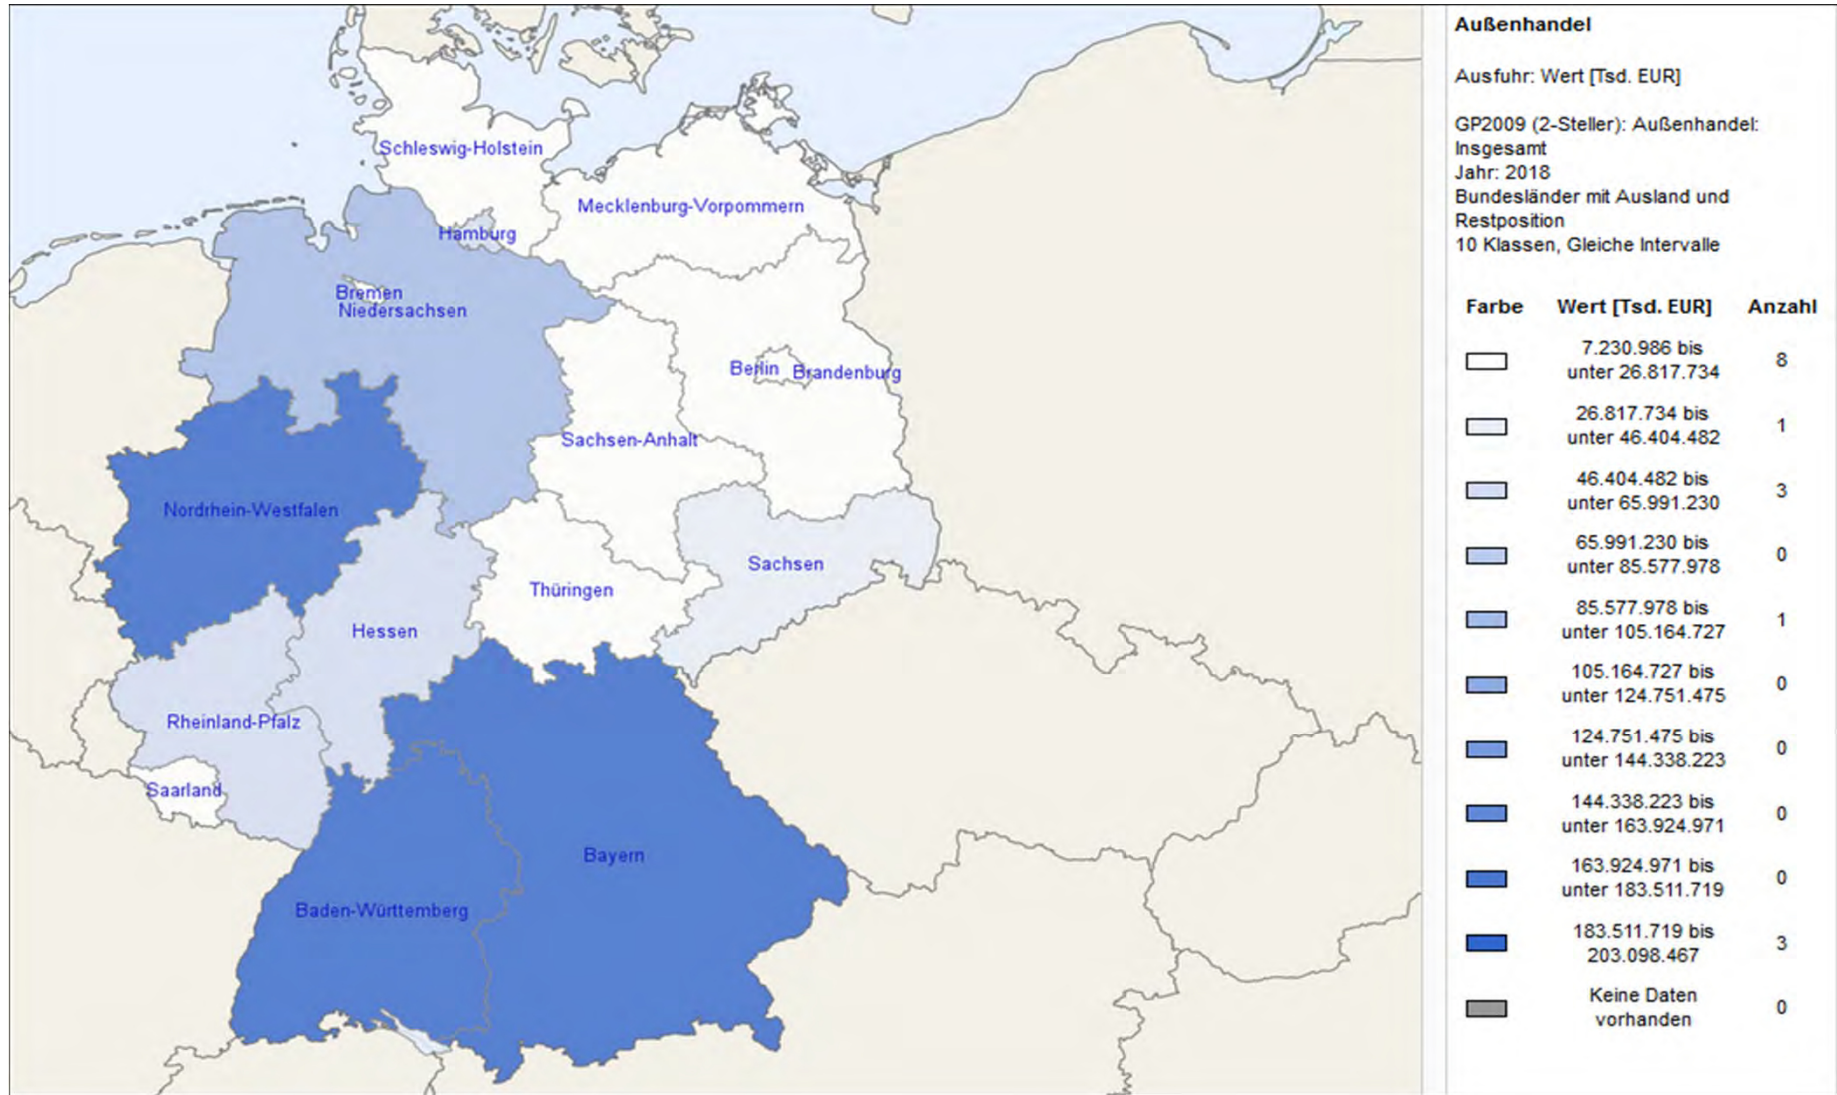 Schleswig-Holstein
Mecklenburg-Vorpommern
Hamburg
Bremen
Niedersachsen
Berlin
Brandenburg
Sachsen-Anhalt
Nordrhein-Westfalen
Sachsen
Thüringen
Hessen
Rheinland-Pfalz
Saarland
Bayern
Baden-Württemberg
Außenhandel
Ausfuhr: Wert [Tsd. EUR]
GP2009 (2-Steller): Außenhandel:
Insgesamt
Jahr: 2018
Bundesländer mit Ausland und
Restposition
10 Klassen, Gleiche Intervalle
Farbe Wert [Tsd. EUR] Anzahl
7.230.986 bis
unter 26.817.734 8
26.817.734 bis
unter 46.404.482 1
46.404.482 bis
unter 65.991.230 3
65.991.230 bis
unter 85.577.978 0
85.577.978 bis
unter 105.164.727 1
105.164.727 bis
unter 124.751.475 0
124.751.475 bis
unter 144.338.223 0
144.338.223 bis
unter 163.924.971 0
163.924.971 bis
unter 183.511.719 0
183.511.719 bis
203.098.467 3
Keine Daten
vorhanden 0